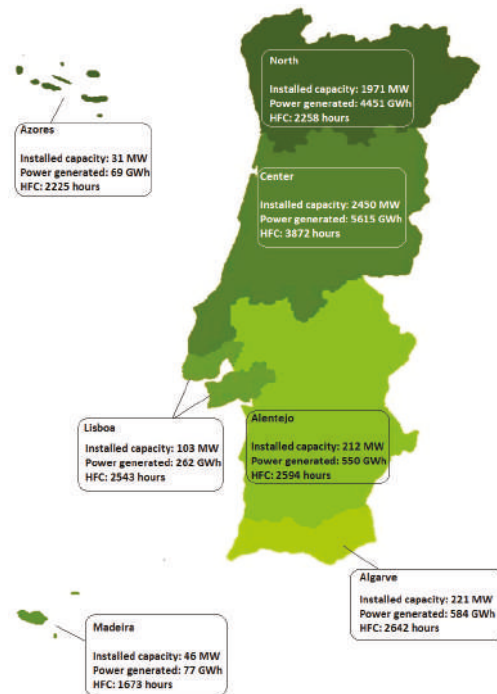 North
Installed capacity: 1971 MW
Power generated: 4451 GWh
HFC: 2258 hours
Azores
Installed capacity: 31 MW
Power generated: 69 GWh
HFC: 2225 hours
Center
Installed capacity: 2450 MW
Power generated: 5615 GWh
HFC: 3872 hours
Lisboa
Installed capacity: 103 MW
Power generated: 262 GWh
HFC: 2543 hours
Alentejo
Installed capacity: 212 MW
Power generated: 550 GWh
HFC: 2594 hours
Algarve
Installed capacity: 221 MW
Power generated: 584 GWh
HFC: 2642 hours
Madeira
Installed capacity: 46 MW
Power generated: 77 GWh
HFC: 1673 hours